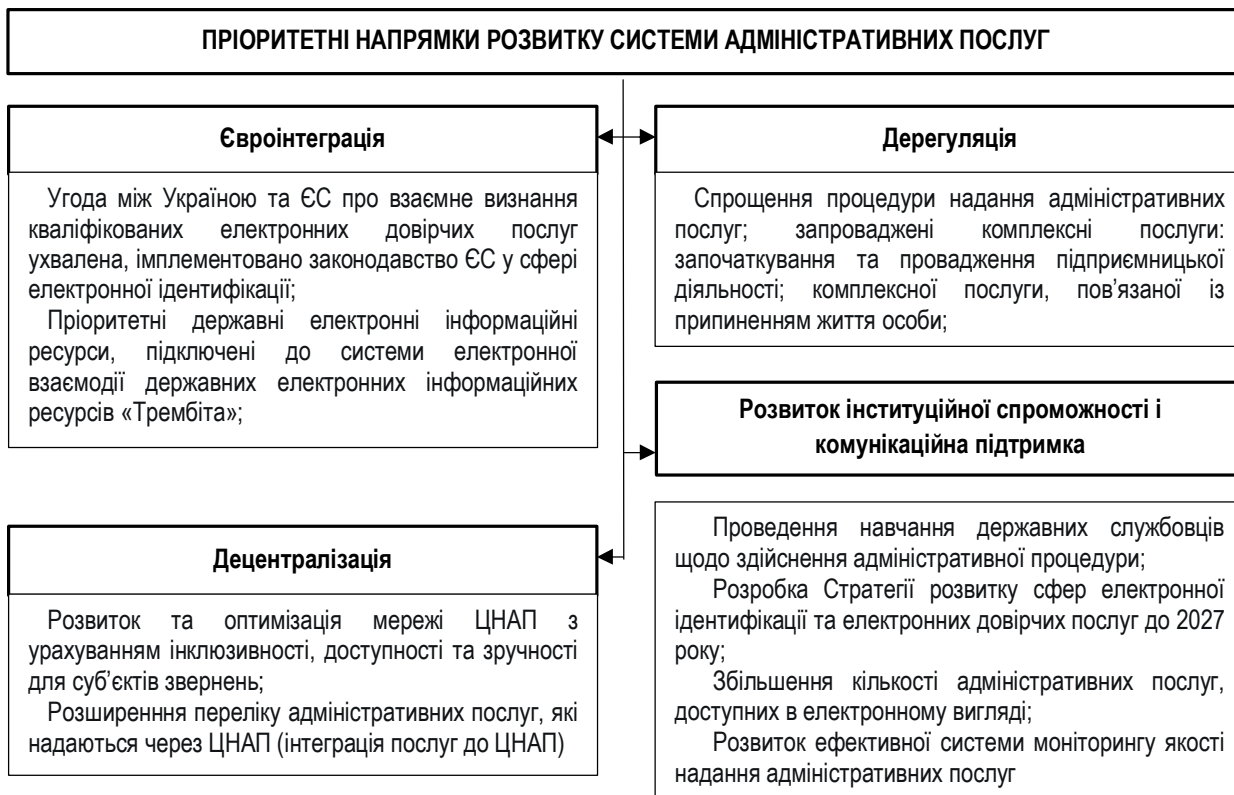 ПРІОРИТЕТНІ НАПРЯМКИ РОЗВИТКУ СИСТЕМИ АДМІНІСТРАТИВНИХ ПОСЛУГ
Євроінтеграція
Угода між Україною та ЄС про взаємне визнання
кваліфікованих електронних довірчих послуг
ухвалена, імплементовано законодавство ЄС у сфері
електронної ідентифікації;
Пріоритетні державні електронні інформаційні
ресурси, підключені до системи електронної
взаємодії державних електронних інформаційних
ресурсів «Трембіта»;
Дерегуляція
Спрощення процедури надання адміністративних
послуг; запроваджені комплексні послуги:
започаткування та провадження підприємницької
діяльності; комплексної послуги, пов’язаної із
припиненням життя особи;
Розвиток інституційної спроможності і
комунікаційна підтримка
Проведення навчання державних службовців
щодо здійснення адміністративної процедури;
Розробка Стратегії розвитку сфер електронної
ідентифікації та електронних довірчих послуг до 2027
року;
Збільшення кількості адміністративних послуг,
доступних в електронному вигляді;
Розвиток ефективної системи моніторингу якості
надання адміністративних послуг
Децентралізація
Розвиток та оптимізація мережі ЦНАП з
урахуванням інклюзивності, доступності та зручності
для суб’єктів звернень;
Розширенння переліку адміністративних послуг, які
надаються через ЦНАП (інтеграція послуг до ЦНАП)